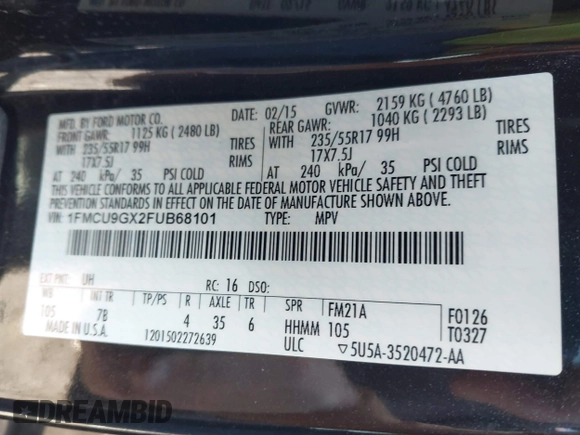 MFD. BY FORD MOTOR CO.
02/15 GVWR: 2159 KG ( 4760 LB)
FRONT GAWR: 1125 KG ( 2480 LB)
REAR GAWR: 1040 KG ( 2293 LB)
WITH 235/55R17 99H TIRES
WITH 235/55R17 99H TIRES
17X7.5J RIMS
17X7.5J RIMS
AT 240 kPa/ 35 PSI COLD
AT 240 kPa/ 35 PSI COLD
THIS VEHICLE CONFORMS TO ALL APPLICABLE FEDERAL MOTOR VEHICLE SAFETY AND THEFT
PREVENTION STANDARDS IN EFFECT ON THE DATE OF MANUFACTURE SHOWN ABOVE.
VIN: 1FMCU9GX2FUB68101 TYPE: MPV
EXT PNT: UH RC: 16 DSO:
WB INT TR TP/PS R AXLE TR SPR FM21A F0126
105 7B 4 35 6 HHMM 105 T0327
MADE IN U.S.A. 1201502272639 ULC ▽5U5A-3520472-AA
DREAMBID